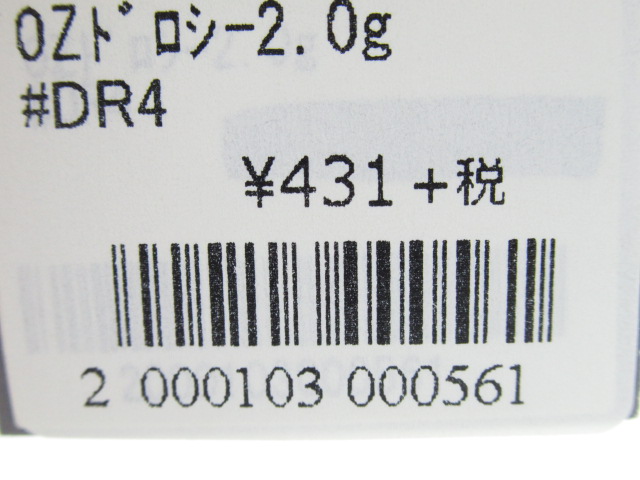 OZﾄﾞﾛｼｰ2.0g
#DR4
¥431+税
2 000103 000561